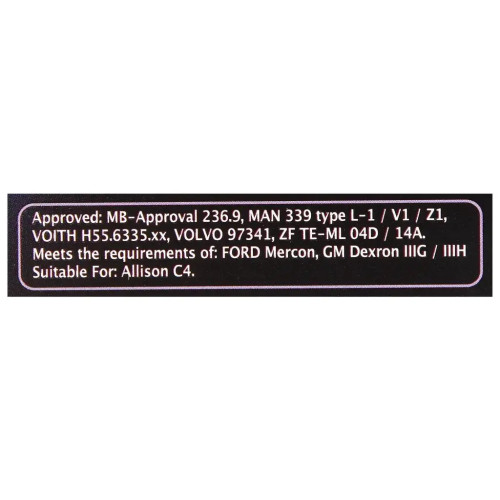 Approved: MB-Approval 236.9, MAN 339 type L-1 / V1 / Z1,
VOITH H55.6335.xx, VOLVO 97341, ZF TE-ML 04D / 14A.
Meets the requirements of: FORD Mercon, GM Dexron IIIG / IIIH
Suitable For: Allison C4.